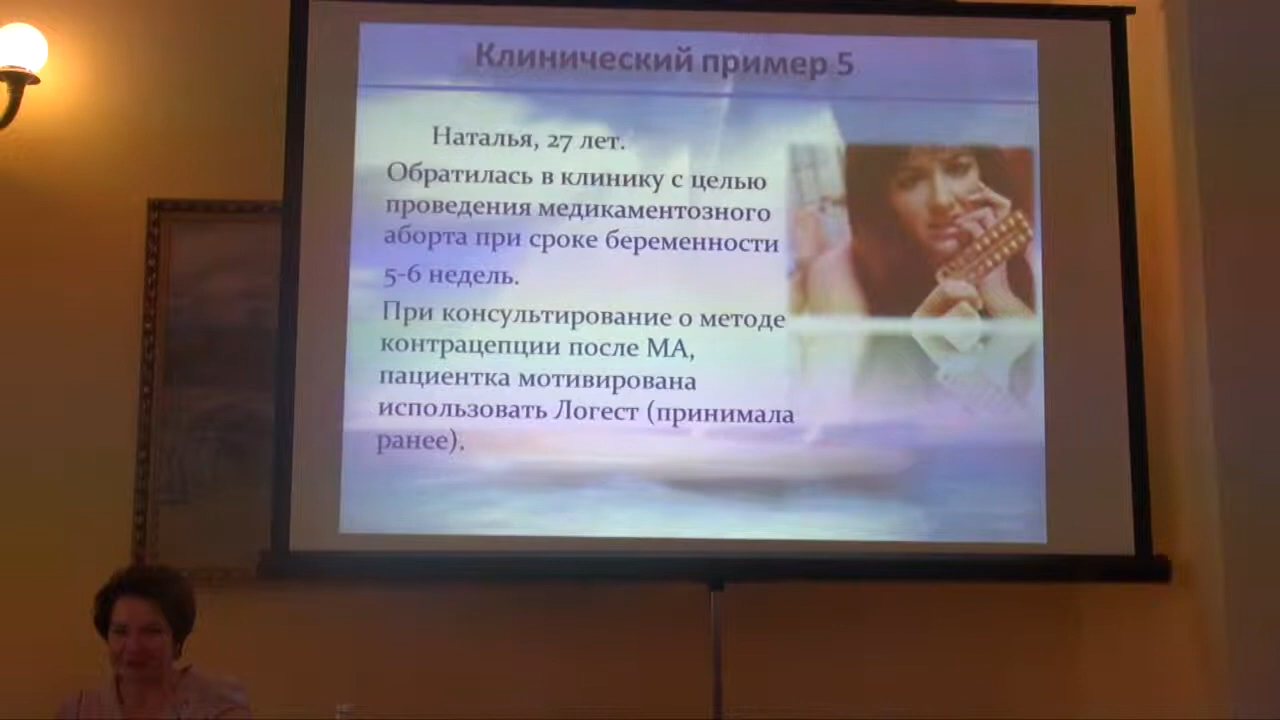 Клинический пример 5
Наталья, 27 лет.
Обратилась в клинику с целью
проведения медикаментозного
аборта при сроке беременности
5-6 недель.
При консультирование о методе
контрацепции после МА,
пациентка мотивирована
использовать Логест (принимала
ранее).